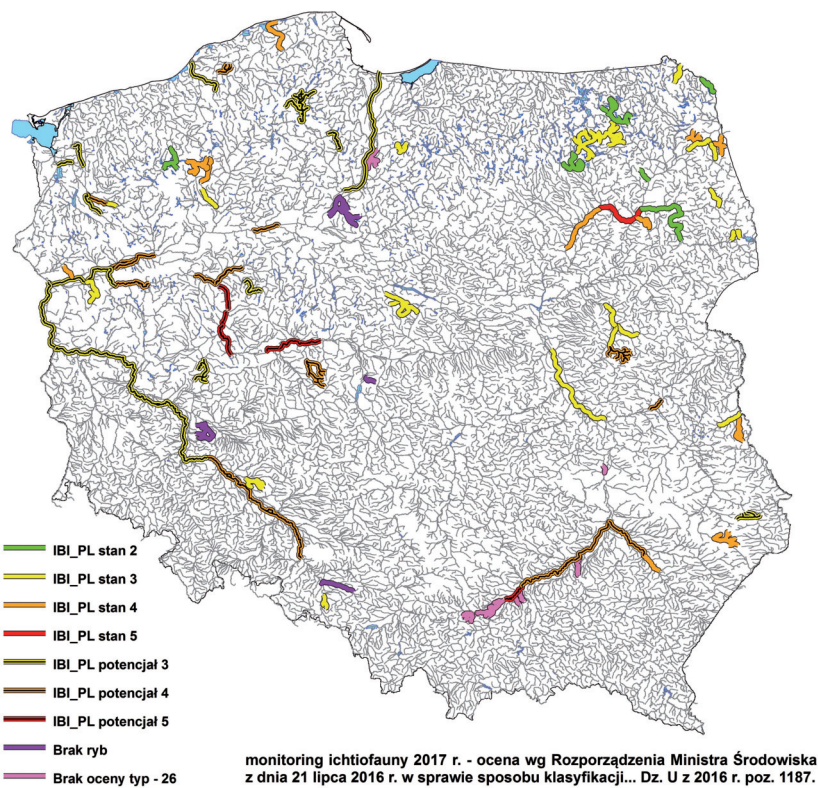 IBI_PL stan 2
IBI_PL stan 3
IBI_PL stan 4
IBI_PL stan 5
IBI_PL potencjał 3
IBI_PL potencjał 4
IBI_PL potencjał 5
Brak ryb
Brak oceny typ - 26
monitoring ichtiofauny 2017 r. - ocena wg Rozporządzenia Ministra Środowiska
z dnia 21 lipca 2016 r. w sprawie sposobu klasyfikacji... Dz. U z 2016 r. poz. 1187.